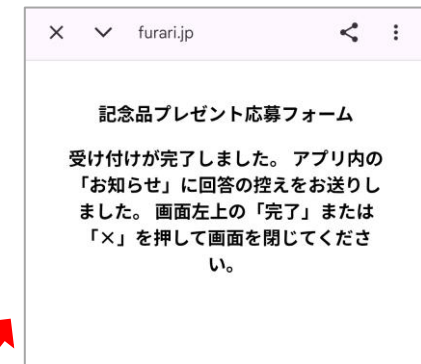 furari.jp
記念品プレゼント応募フォーム
受け付けが完了しました。 アプリ内の
「お知らせ」に回答の控えをお送りし
ました。 画面左上の「完了」または
「×」を押して画面を閉じてくださ
い。